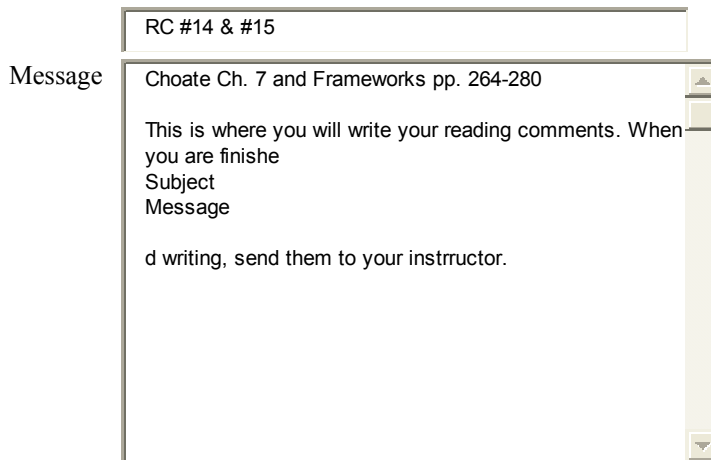 RC #14 & #15
Message
Choate Ch. 7 and Frameworks pp. 264-280
This is where you will write your reading comments. When
you are finishe
Subject
Message
d writing, send them to your instrructor.